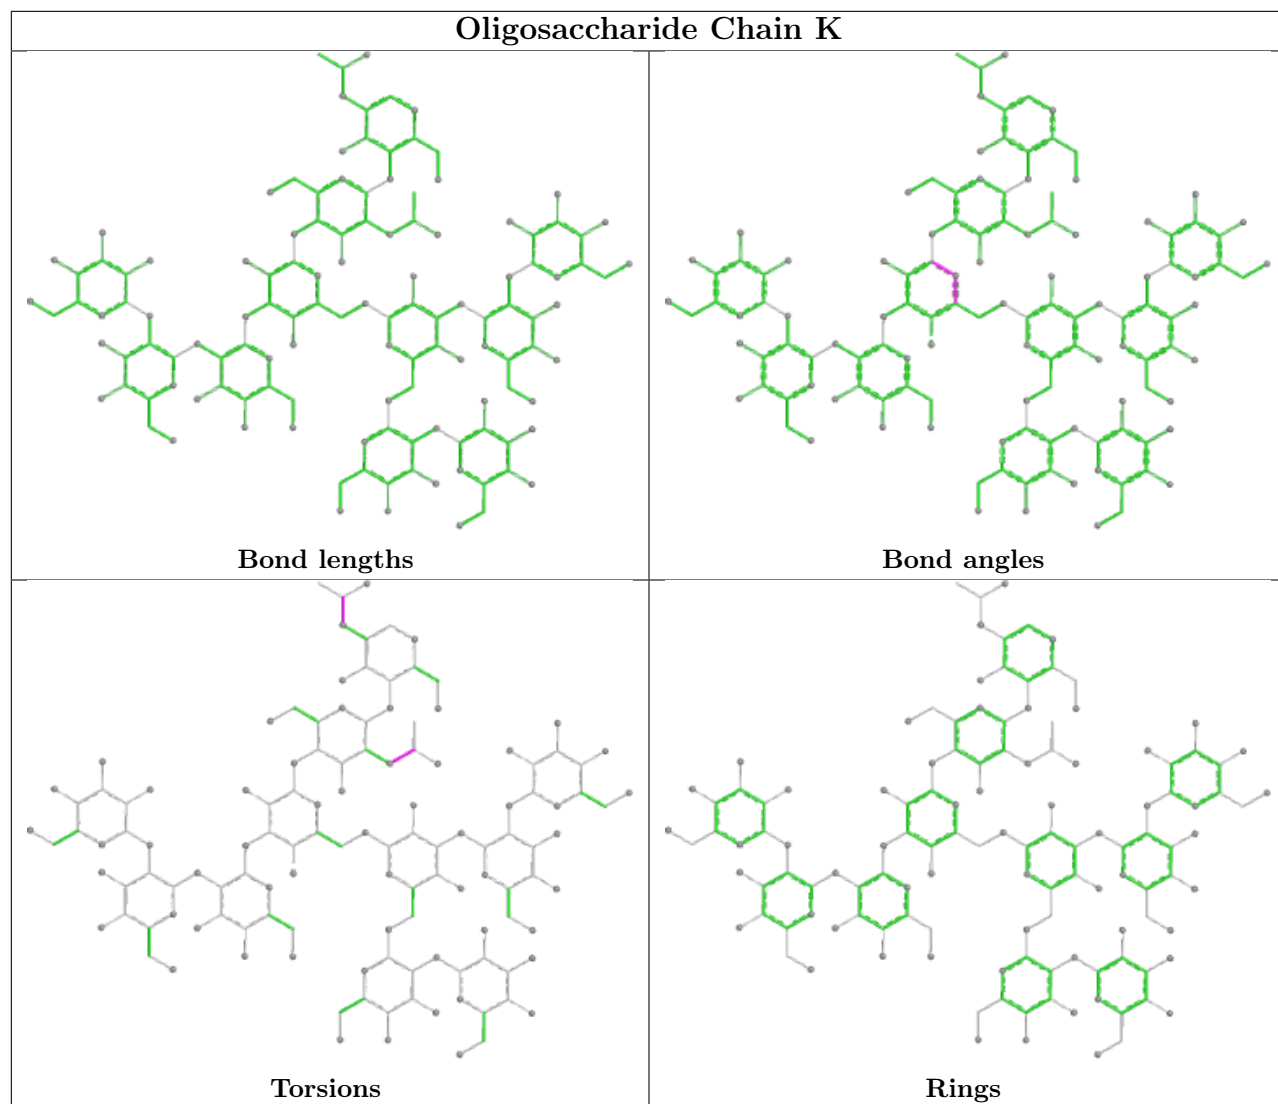 Oligosaccharide Chain K
Bond lengths
Bond angles
Torsions
Rings